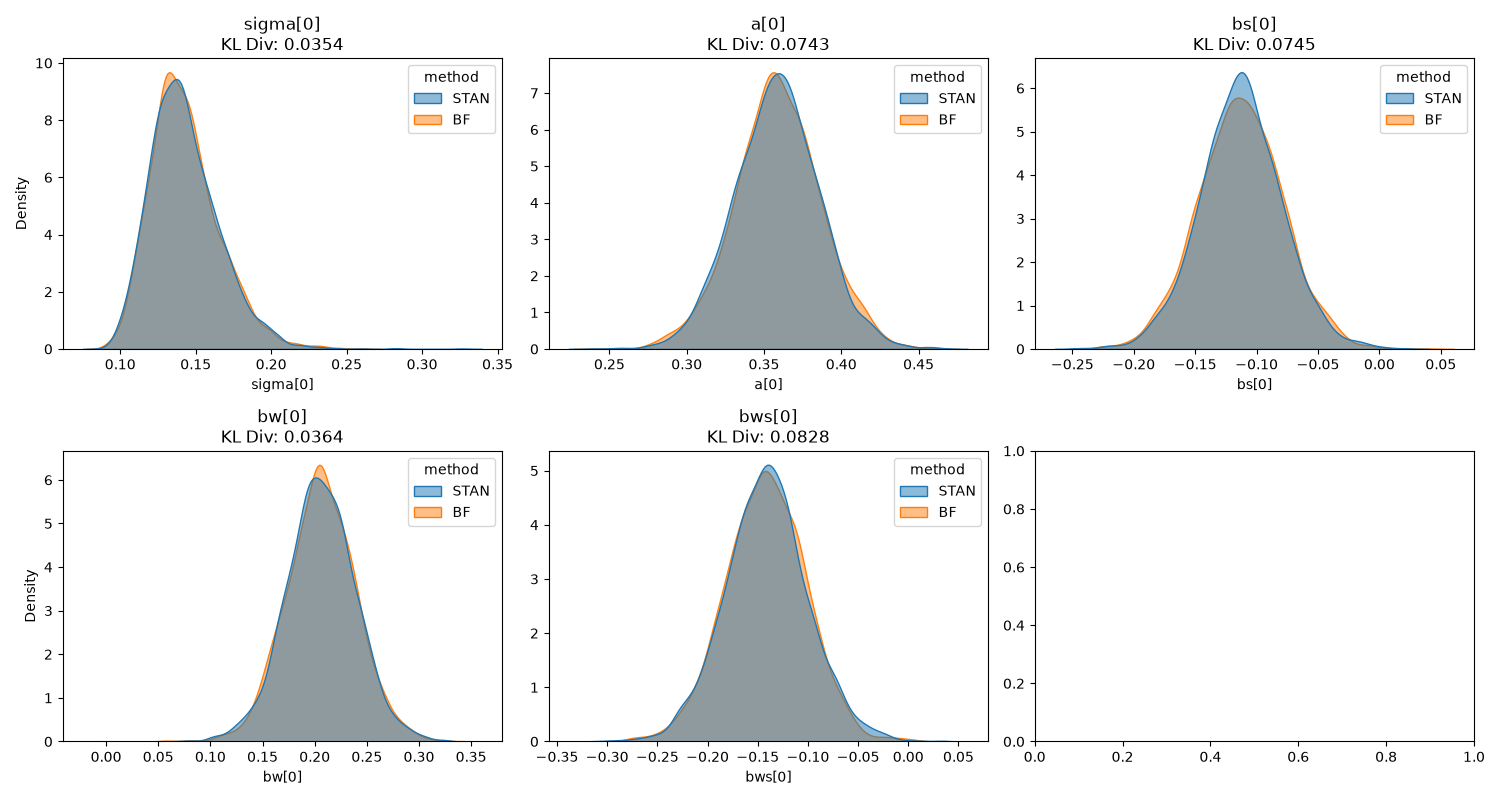 sigma[0]
KL Div: 0.0354
method
STAN
BF
10
8
6
4
2
0
Density
0.10
0.15
0.20
0.25
0.30
0.35
sigma[0]
a[0]
KL Div: 0.0743
method
STAN
BF
7
6
5
4
3
2
1
0
0.25
0.30
0.35
0.40
0.45
a[0]
bs[0]
KL Div: 0.0745
method
STAN
BF
6
5
4
3
2
1
0
−0.25
−0.20
−0.15
−0.10
−0.05
0.00
0.05
bs[0]
bw[0]
KL Div: 0.0364
method
STAN
BF
6
5
4
3
2
1
0
Density
0.00
0.05
0.10
0.15
0.20
0.25
0.30
0.35
bw[0]
bws[0]
KL Div: 0.0828
method
STAN
BF
5
4
3
2
1
0
−0.35
−0.30
−0.25
−0.20
−0.15
−0.10
−0.05
0.00
0.05
bws[0]
1.0
0.8
0.6
0.4
0.2
0.0
0.0
0.2
0.4
0.6
0.8
1.0